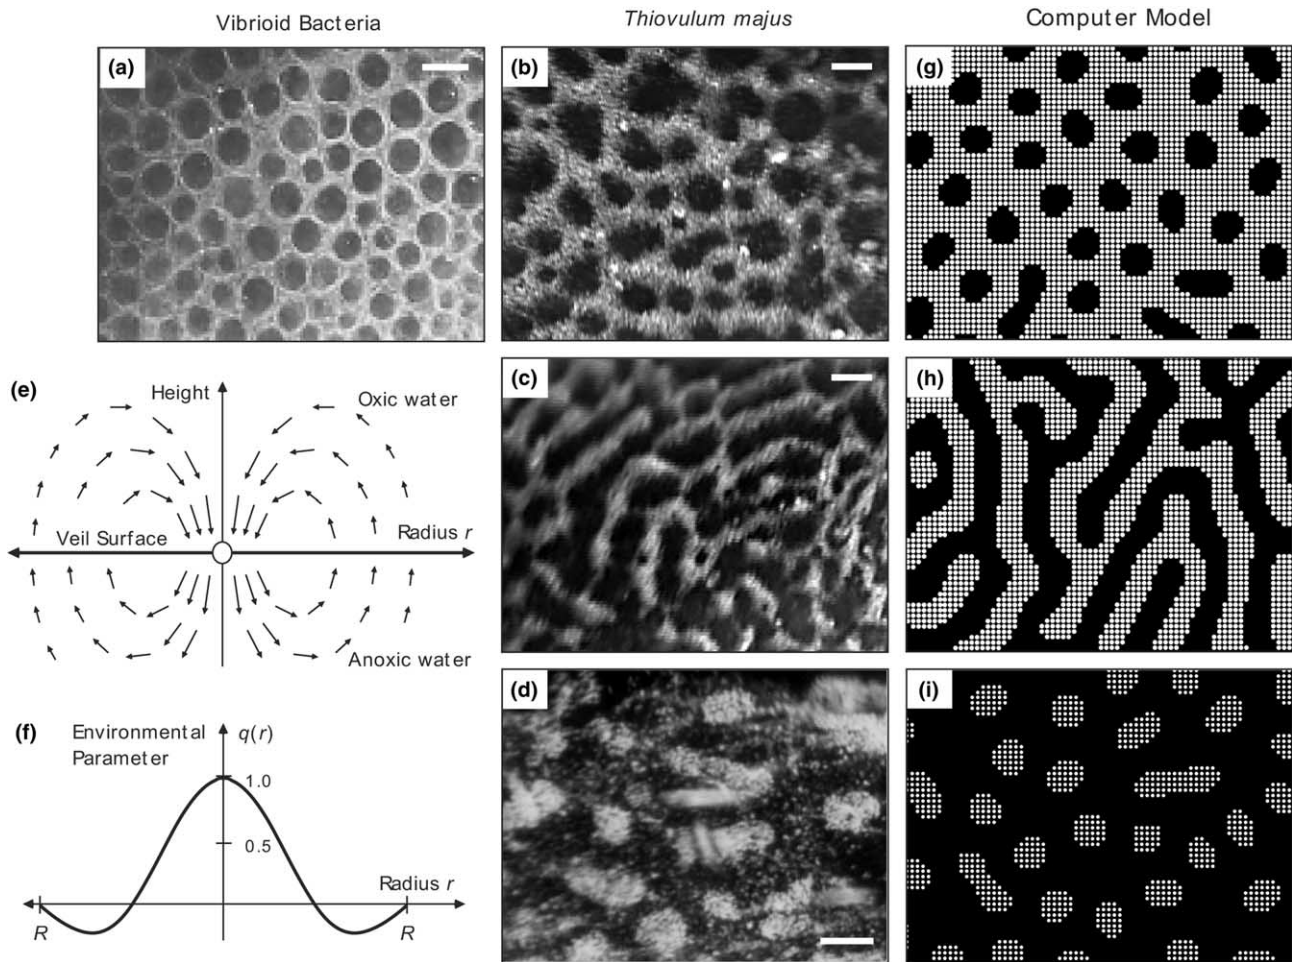 Vibrioid Bacteria
Thiovulum majus
Computer Model
(a)
(b)
(g)
(e)
Height
Oxic water
Veil Surface
Radius r
Anoxic water
(c)
(h)
(f)
Environmental
Parameter
q(r)
1.0
0.5
Radius r
R
R
(d)
(i)